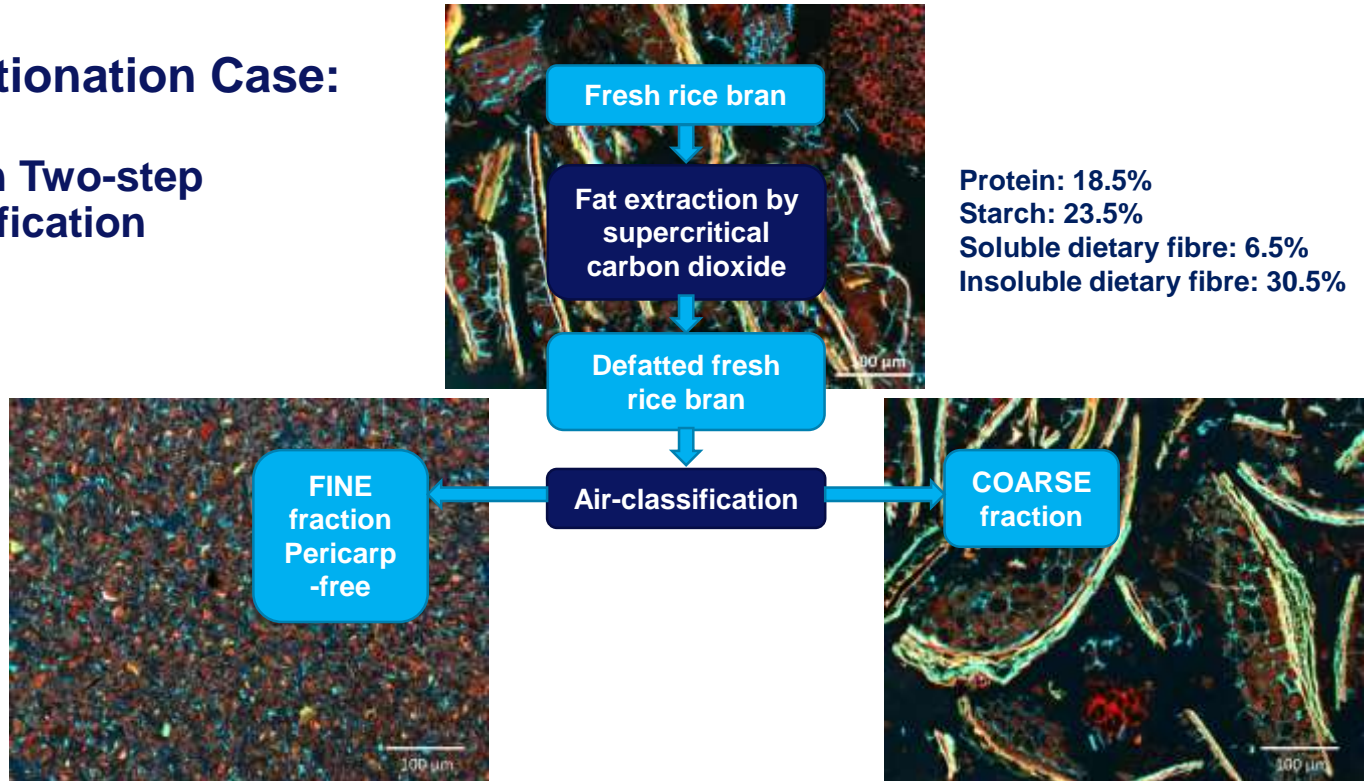 tionation Case:
Two-step
fication
Fresh rice bran
Fat extraction by
supercritical
carbon dioxide
Protein: 18.5%
Starch: 23.5%
Soluble dietary fibre: 6.5%
Insoluble dietary fibre: 30.5%
Defatted fresh
rice bran
100 µm
Air-classification
FINE
fraction
Pericarp
-free
COARSE
fraction
100 µm
100 µm